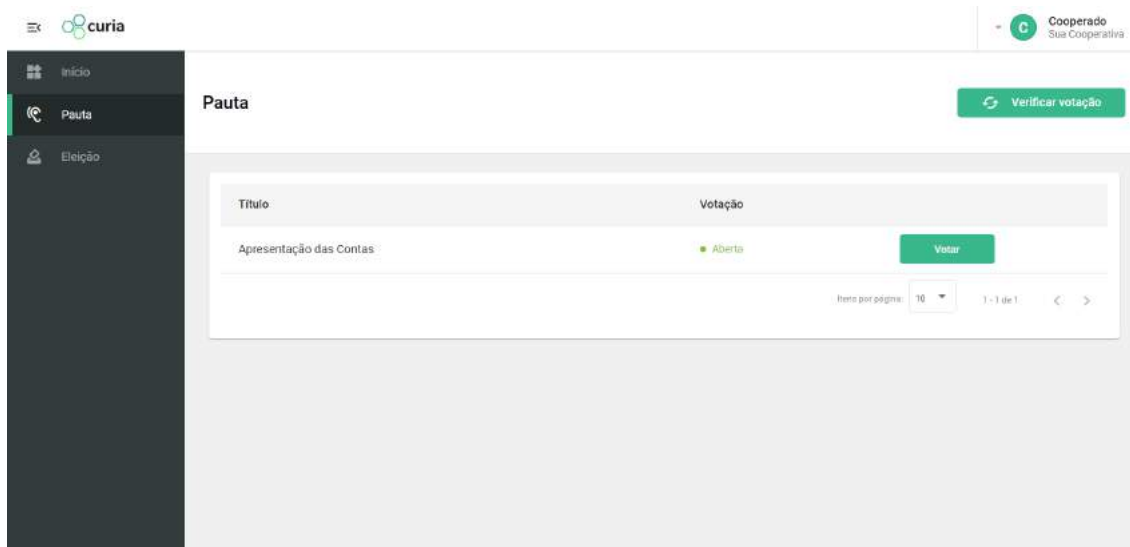 curia
C
Cooperado
Sua Cooperativa
Início
Pauta
Eleição
Pauta
Verificar votação
Título
Votação
Apresentação das Contas
Aberta
Votar
Itens por página:
10
1 - 1 de 1